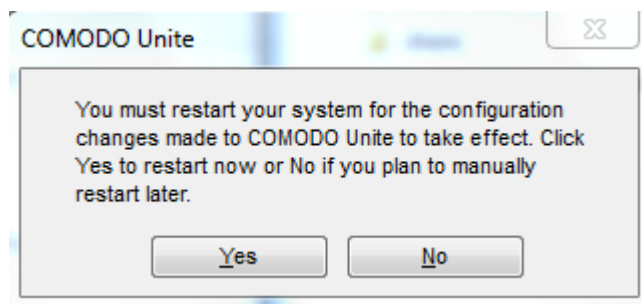 COMODO Unite
You must restart your system for the configuration
changes made to COMODO Unite to take effect. Click
Yes to restart now or No if you plan to manually
restart later.
Yes
No